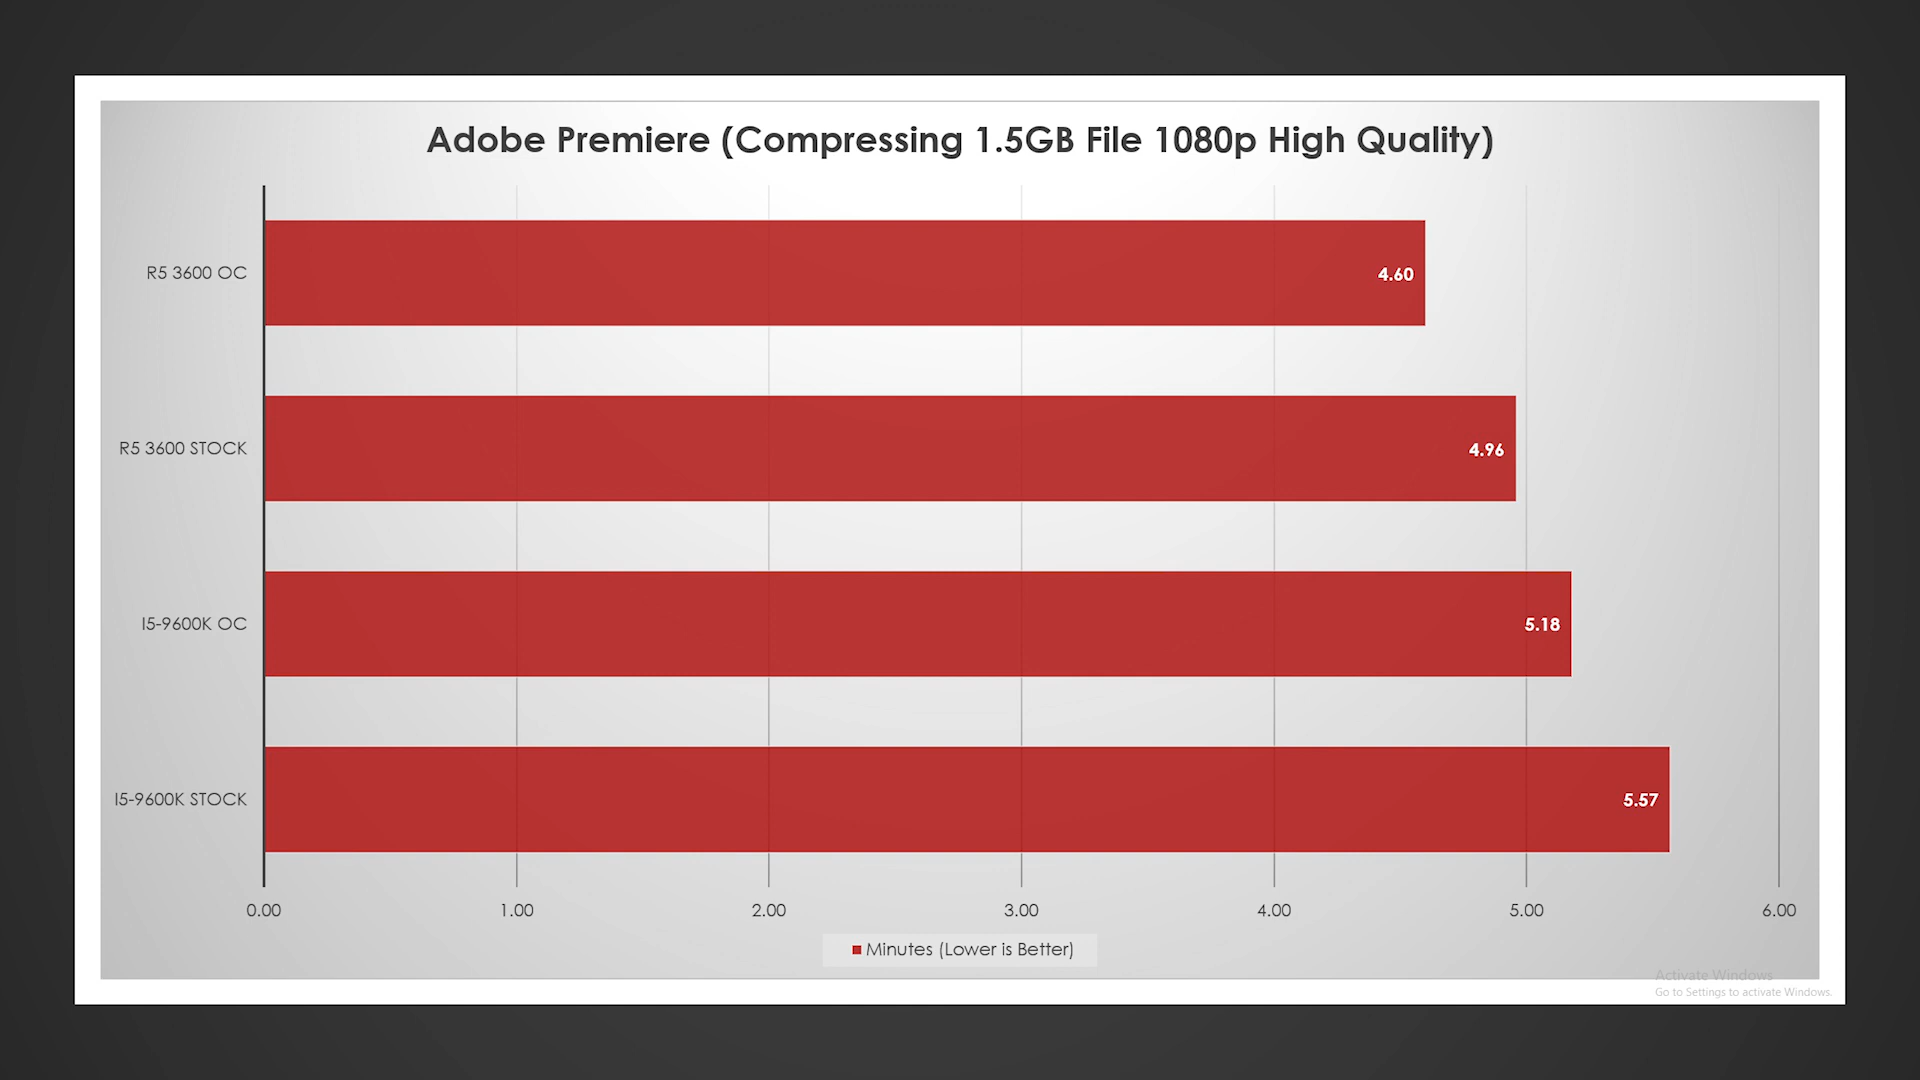 Adobe Premiere (Compressing 1.5GB File 1080p High Quality)
R5 3600 OC
4.60
R5 3600 STOCK
4.96
I5-9600K OC
5.18
I5-9600K STOCK
5.57
0.00 1.00 2.00 3.00 4.00 5.00 6.00
Minutes (Lower is Better)
Activate Windows
Go to Settings to activate Windows.